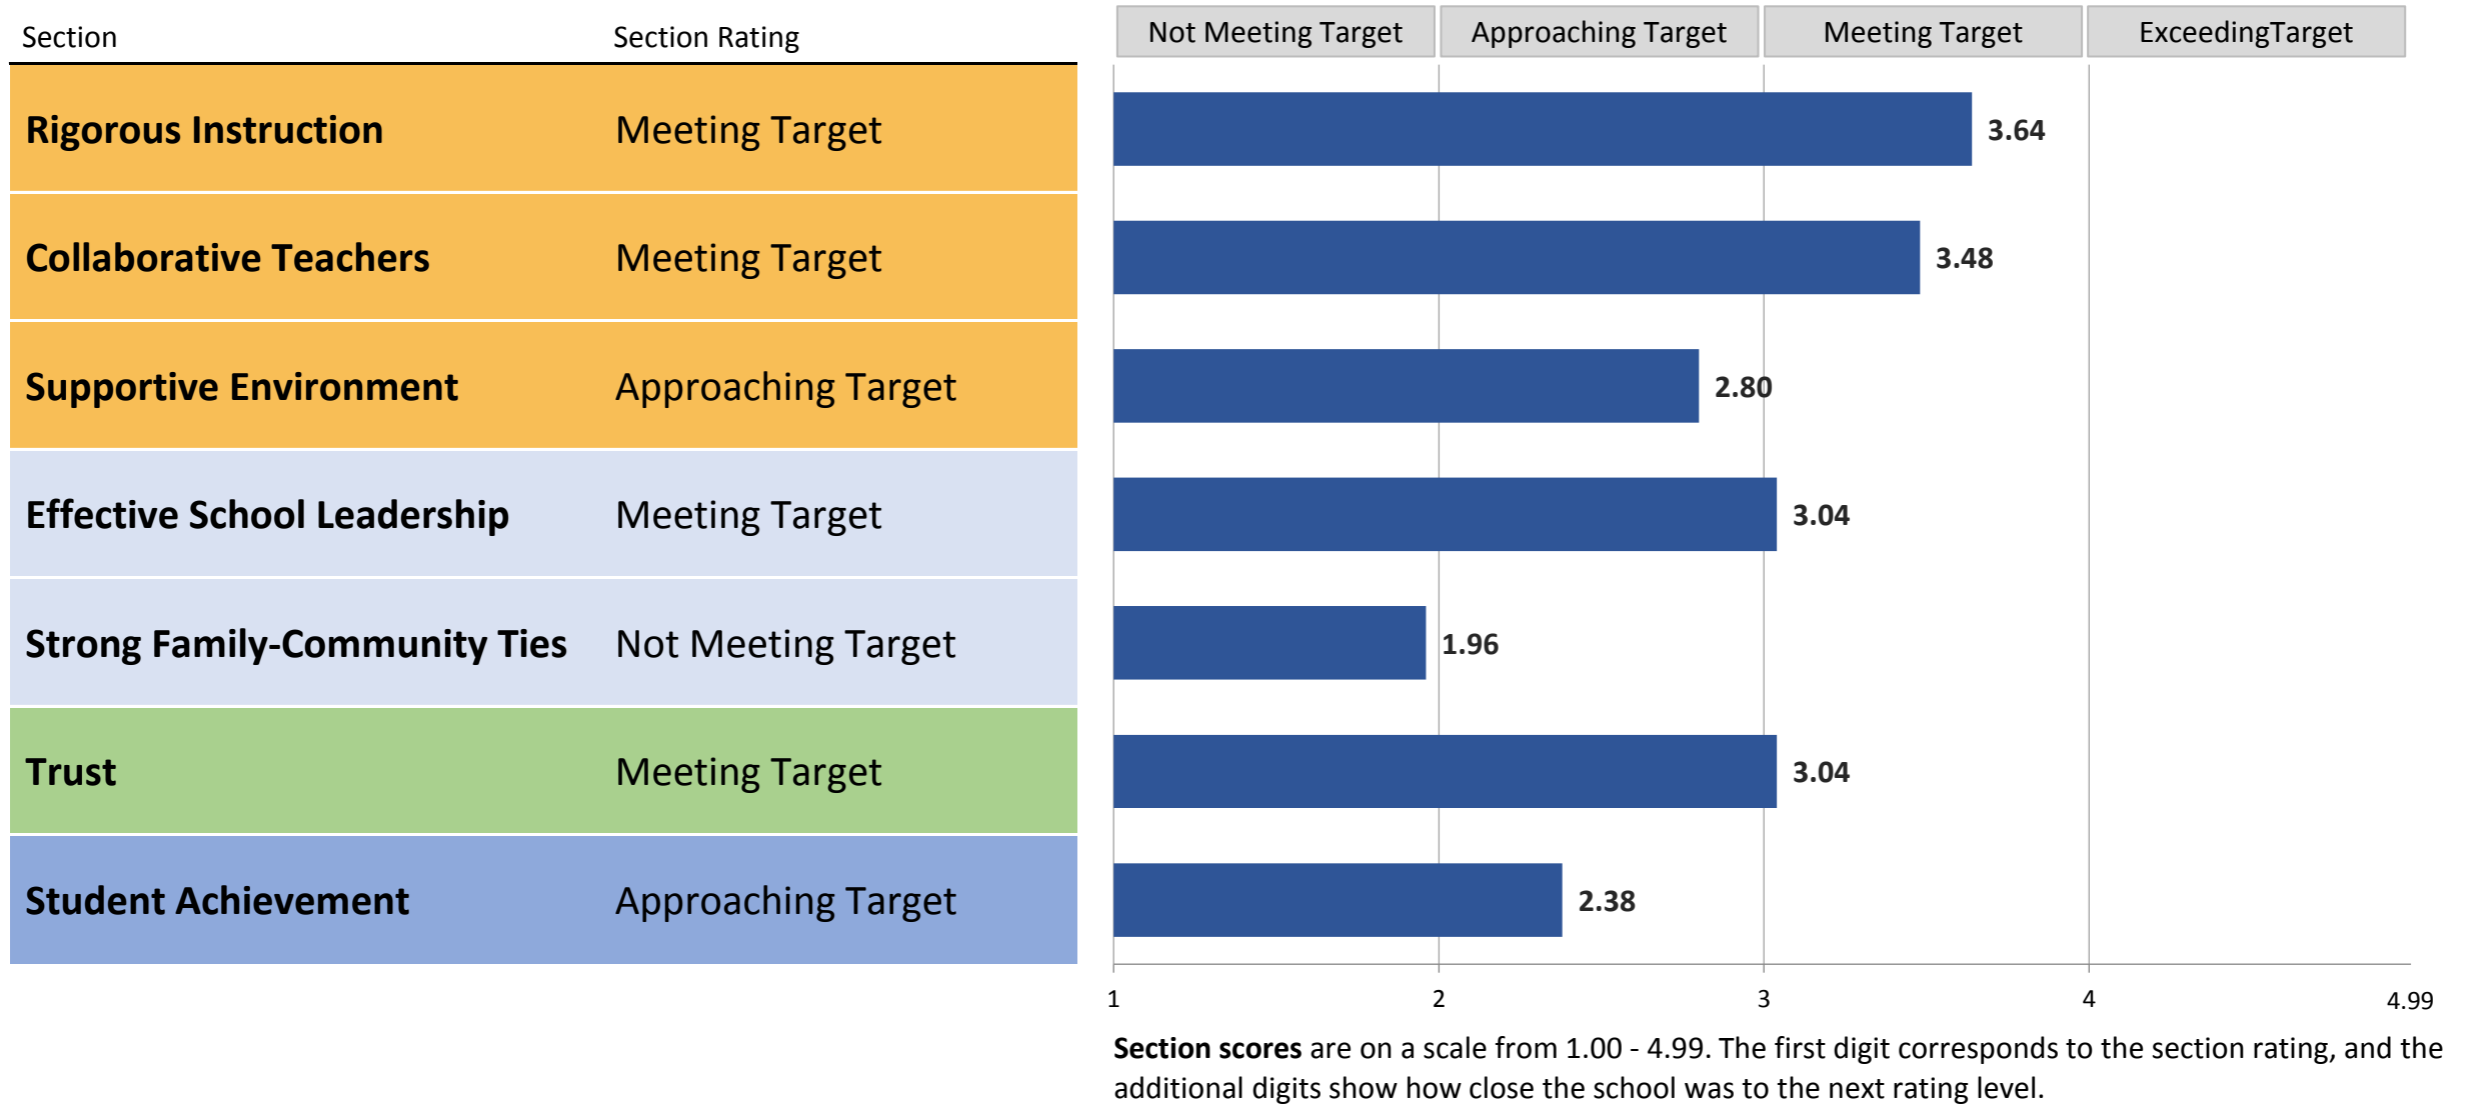 Section Section Rating Not Meeting Target Approaching Target Meeting Target ExceedingTarget
Rigorous Instruction Meeting Target 3.64
Collaborative Teachers Meeting Target 3.48
Supportive Environment Approaching Target 2.80
Effective School Leadership Meeting Target 3.04
Strong Family-Community Ties Not Meeting Target 1.96
Trust Meeting Target 3.04
Student Achievement Approaching Target 2.38
1 2 3 4 4.99
Section scores are on a scale from 1.00 - 4.99. The first digit corresponds to the section rating, and the
additional digits show how close the school was to the next rating level.